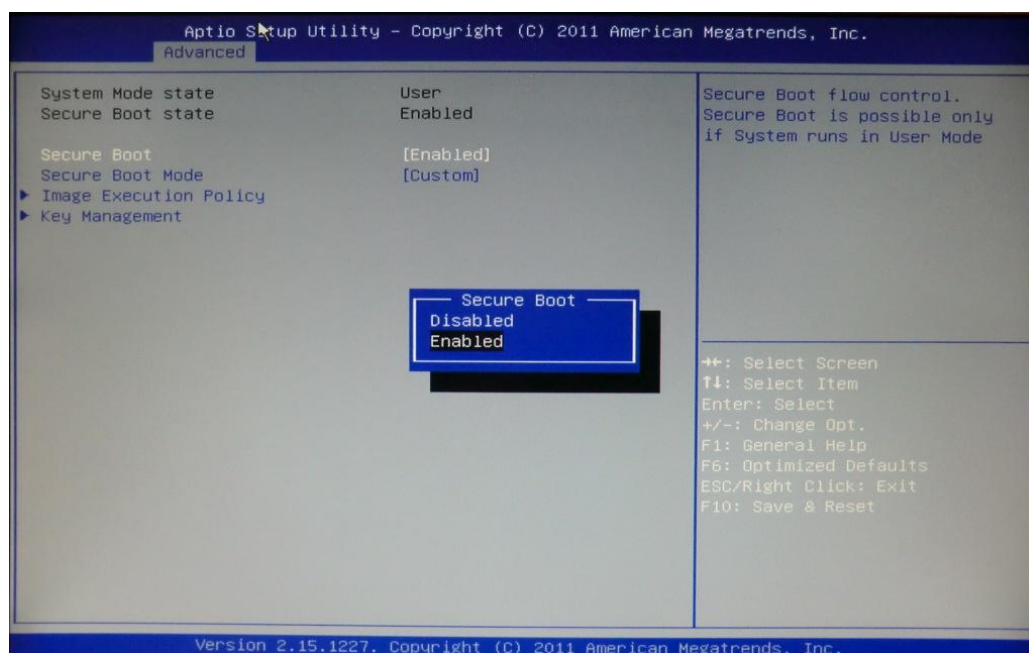 Aptio Setup Utility – Copyright (C) 2011 American Megatrends, Inc.
Advanced
System Mode state User
Secure Boot state Enabled
Secure Boot [Enabled]
Secure Boot Mode [Custom]
▶ Image Execution Policy
▶ Key Management
Secure Boot flow control.
Secure Boot is possible only
if System runs in User Mode
Secure Boot
Disabled
Enabled
→←: Select Screen
↑↓: Select Item
Enter: Select
+/-: Change Opt.
F1: General Help
F6: Optimized Defaults
ESC/Right Click: Exit
F10: Save & Reset
Version 2.15.1227. Copyright (C) 2011 American Megatrends, Inc.